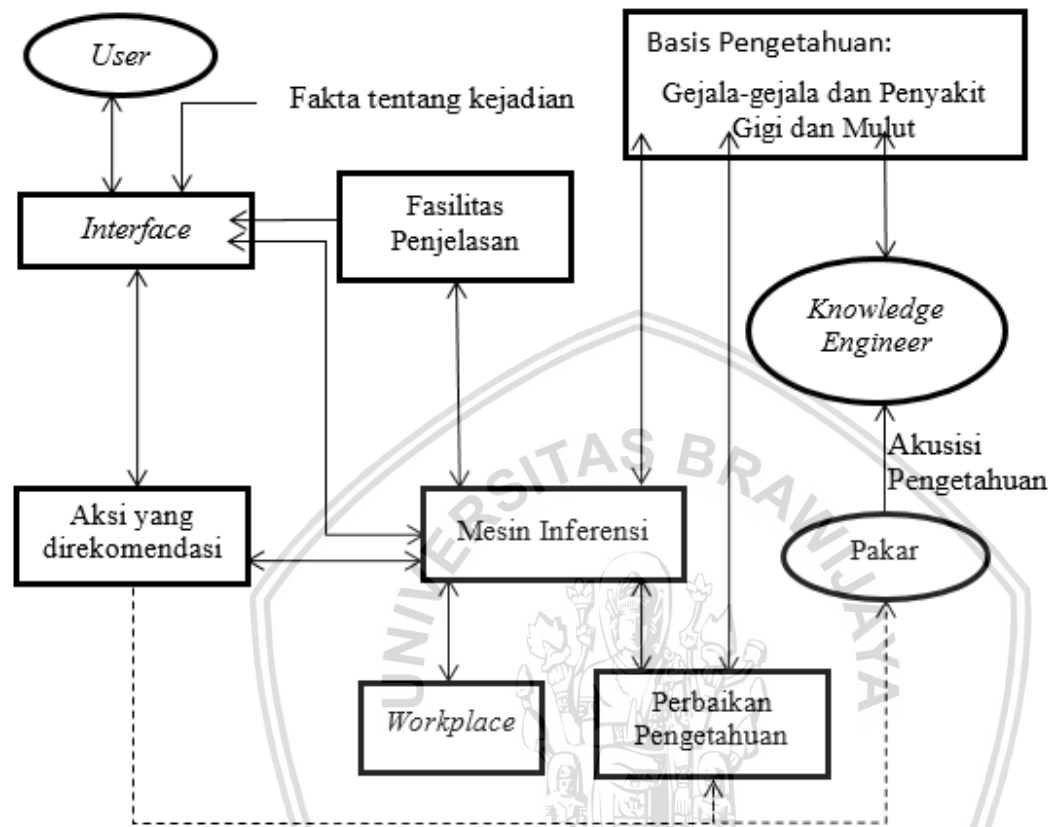 User
Basis Pengetahuan:
Gejala-gejala dan Penyakit
Gigi dan Mulut
Fakta tentang kejadian
Interface
Fasilitas
Penjelasan
Knowledge
Engineer
Akusisi
Pengetahuan
Aksi yang
direkomendasi
Mesin Inferensi
Pakar
Workplace
Perbaikan
Pengetahuan
UNIVERSITAS BRAWIJAYA